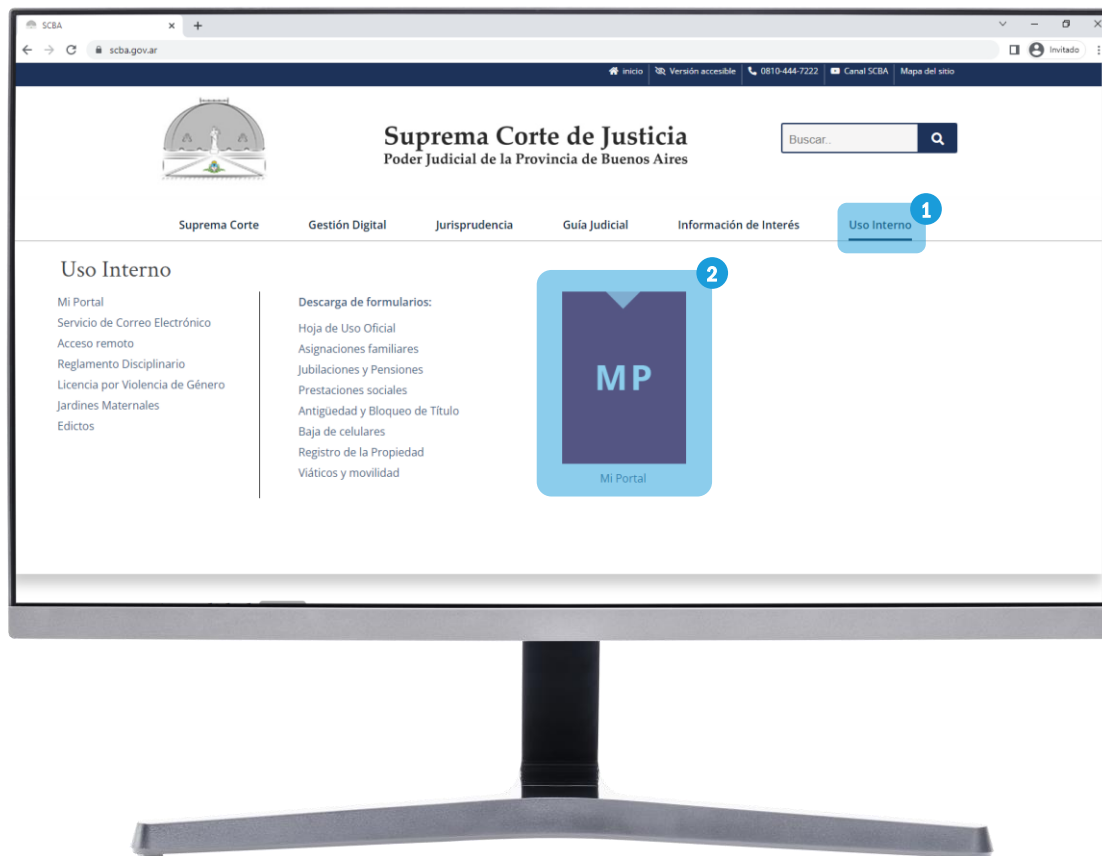 SCBA
scba.gov.ar
Invitado
inicio
Versión accesible
0810-444-7222
Canal SCBA
Mapa del sitio
Suprema Corte de Justicia
Poder Judicial de la Provincia de Buenos Aires
Buscar..
Suprema Corte
Gestión Digital
Jurisprudencia
Guía Judicial
Información de Interés
Uso Interno
1
Uso Interno
Mi Portal
Servicio de Correo Electrónico
Acceso remoto
Reglamento Disciplinario
Licencia por Violencia de Género
Jardines Maternales
Edictos
Descarga de formularios:
Hoja de Uso Oficial
Asignaciones familiares
Jubilaciones y Pensiones
Prestaciones sociales
Antigüedad y Bloqueo de Título
Baja de celulares
Registro de la Propiedad
Viáticos y movilidad
2
MP
Mi Portal